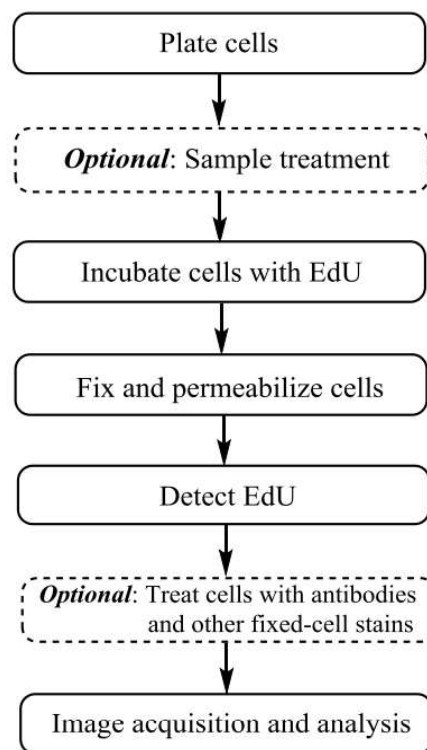 Plate cells
Optional: Sample treatment
Incubate cells with EdU
Fix and permeabilize cells
Detect EdU
Optional: Treat cells with antibodies
and other fixed-cell stains
Image acquisition and analysis